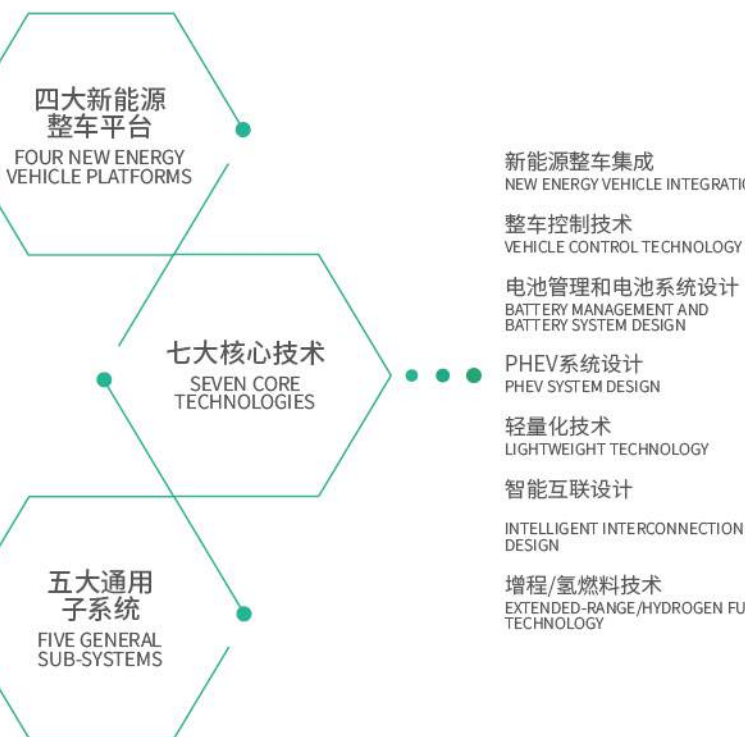 四大新能源
整车平台
FOUR NEW ENERGY
VEHICLE PLATFORMS
七大核心技术
SEVEN CORE
TECHNOLOGIES
五大通用
子系统
FIVE GENERAL
SUB-SYSTEMS
新能源整车集成
NEW ENERGY VEHICLE
整车控制技术
VEHICLE CONTROL TECHNOLOGY
电池管理和电池系统设计
BATTERY MANAGEMENT AND
BATTERY SYSTEM DESIGN
PHEV系统设计
PHEV SYSTEM DESIGN
轻量化技术
LIGHTWEIGHT TECHNOLOGY
智能互联设计
INTELLIGENT INTERCONNECTION
DESIGN
增程/氢燃料技术
EXTENDED-RANGE/HYDROGEN
TECHNOLOGY